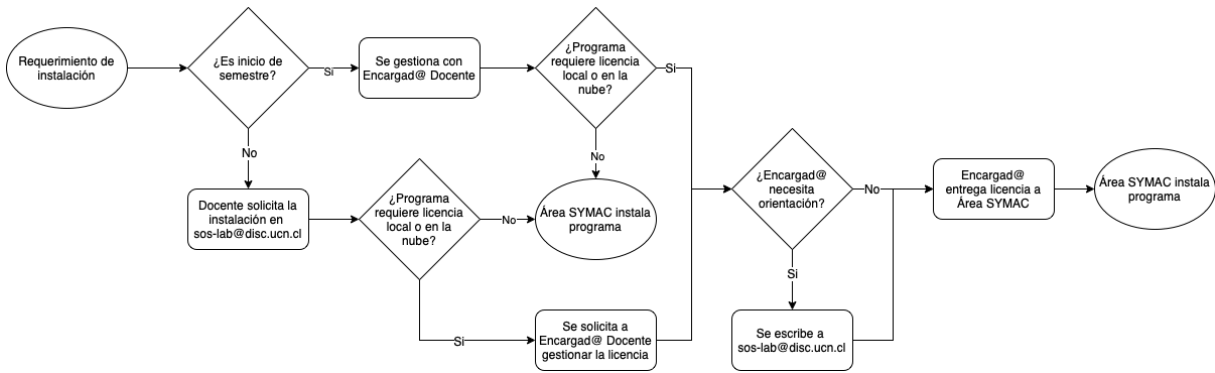 Requerimiento de
instalación
¿Es inicio de
semestre?
Si
Se gestiona con
Encargad@ Docente
¿Programa
requiere licencia
local o en la
nube?
Si
No
No
Docente solicita la
instalación en
sos-lab@disc.ucn.cl
¿Programa
requiere licencia
local o en la
nube?
No
Área SYMAC instala
programa
Si
Se solicita a
Encargad@ Docente
gestionar la licencia
¿Encargad@
necesita
orientación?
No
Si
Se escribe a
sos-lab@disc.ucn.cl
Encargad@
entrega licencia a
Área SYMAC
Área SYMAC instala
programa